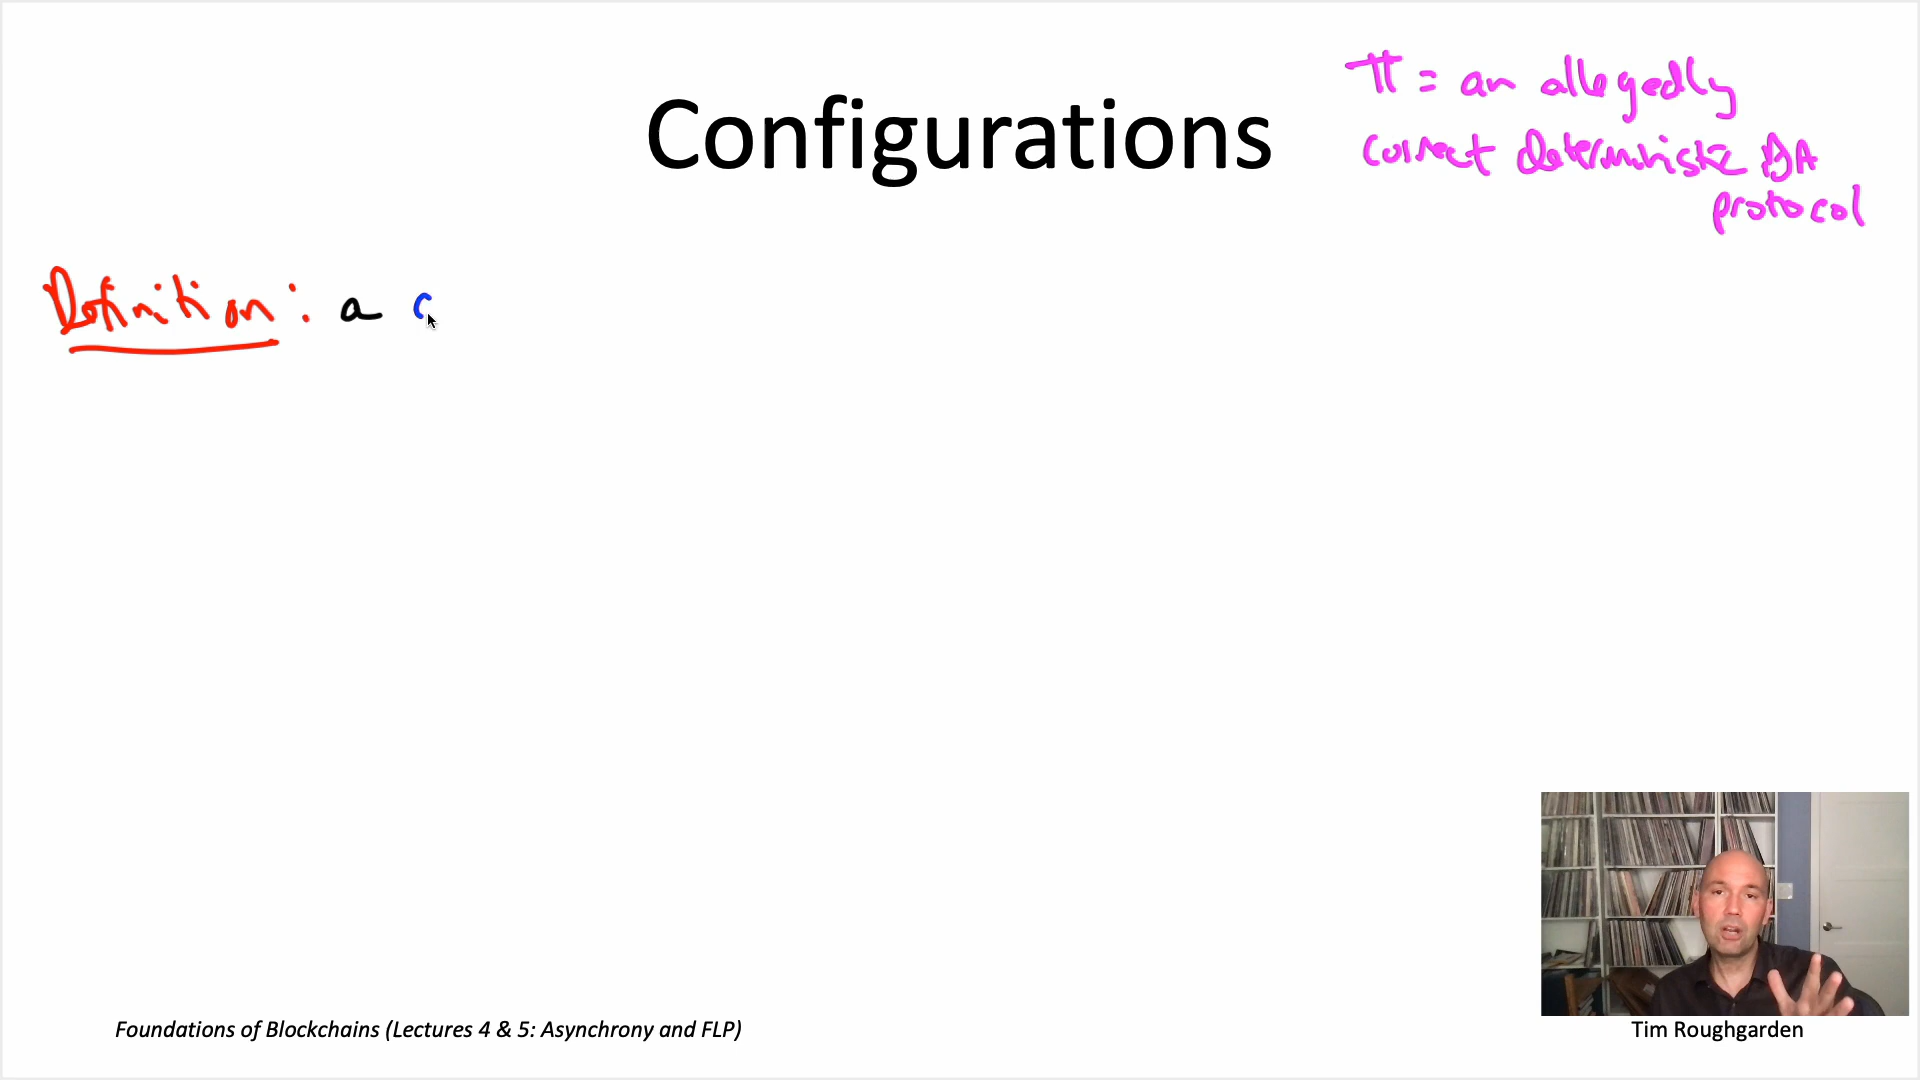 π = an allegedly
Configurations
correct deterministic BA
protocol
Definition: a c
Foundations of Blockchains (Lectures 4 & 5: Asynchrony and FLP)
Tim Roughgarden